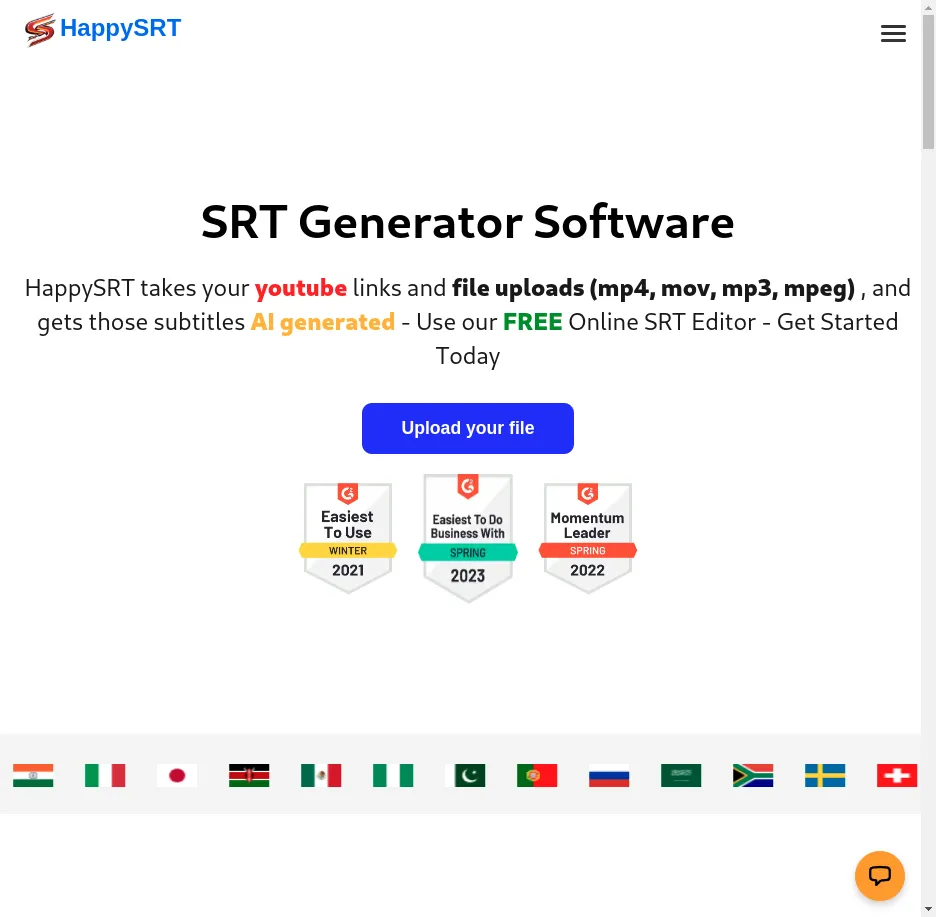 HappySRT
SRT Generator Software
HappySRT takes your youtube links and file uploads (mp4, mov, mp3, mpeg) , and
gets those subtitles AI generated - Use our FREE Online SRT Editor - Get Started
Today
Upload your file
Easiest
To Use
WINTER
2021
Easiest To Do
Business With
SPRING
2023
Momentum
Leader
SPRING
2022